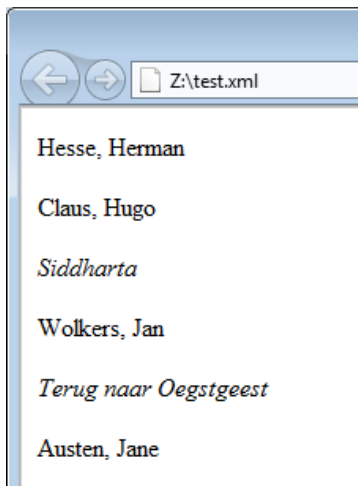 Z:\test.xml
Hesse, Herman
Claus, Hugo
Siddharta
Wolkers, Jan
Terug naar Oegstgeest
Austen, Jane